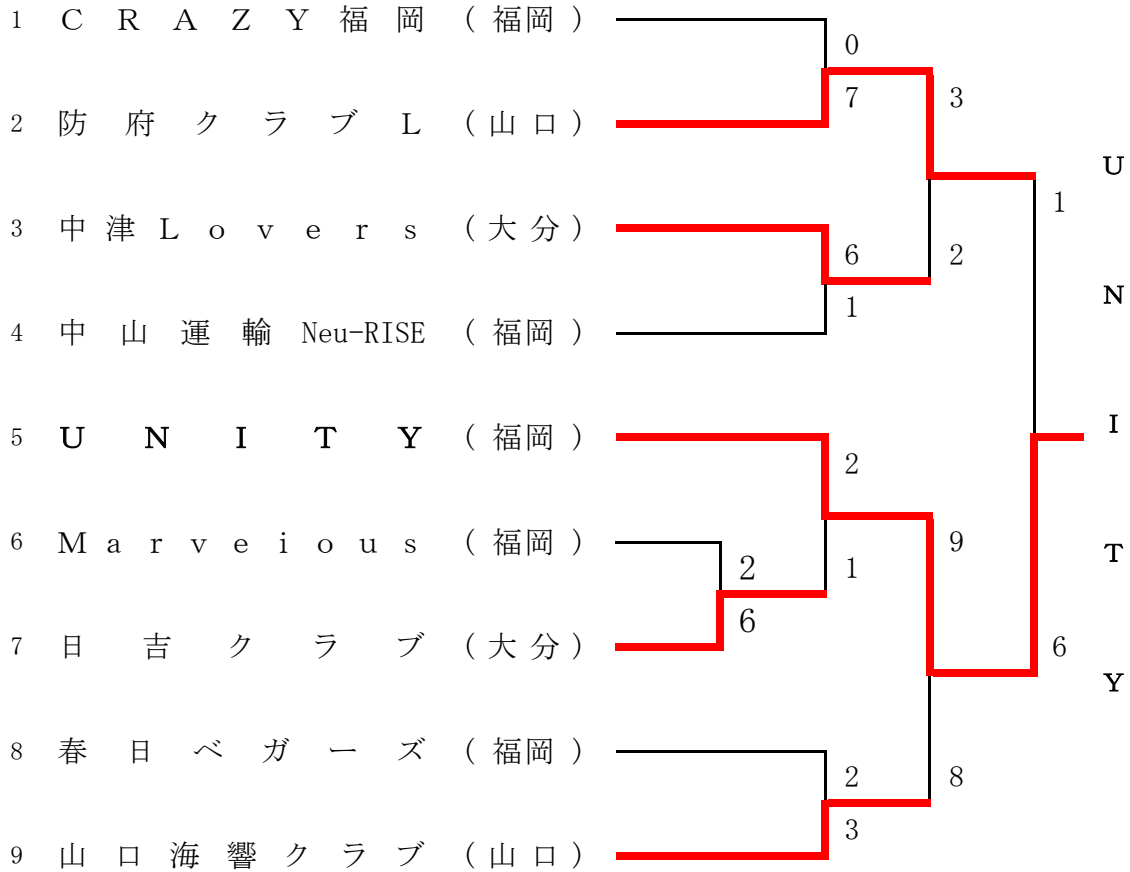 1 ＣＲＡＺＹ福岡 (福岡)
0
7
3
2 防府クラブＬ (山口)
3 中津Ｌｏｖｅｒｓ (大分)
1
6
2
1
4 中山運輸 Neu-RISE (福岡)
5 ＵＮＩＴＹ (福岡)
2
6 Ｍａｒｖｅｉｏｕｓ (福岡)
9
2
1
6
7 日吉クラブ (大分)
6
8 春日ベガーズ (福岡)
2
8
3
9 山口海響クラブ (山口)
Ｕ
Ｎ
Ｉ
Ｔ
Ｙ